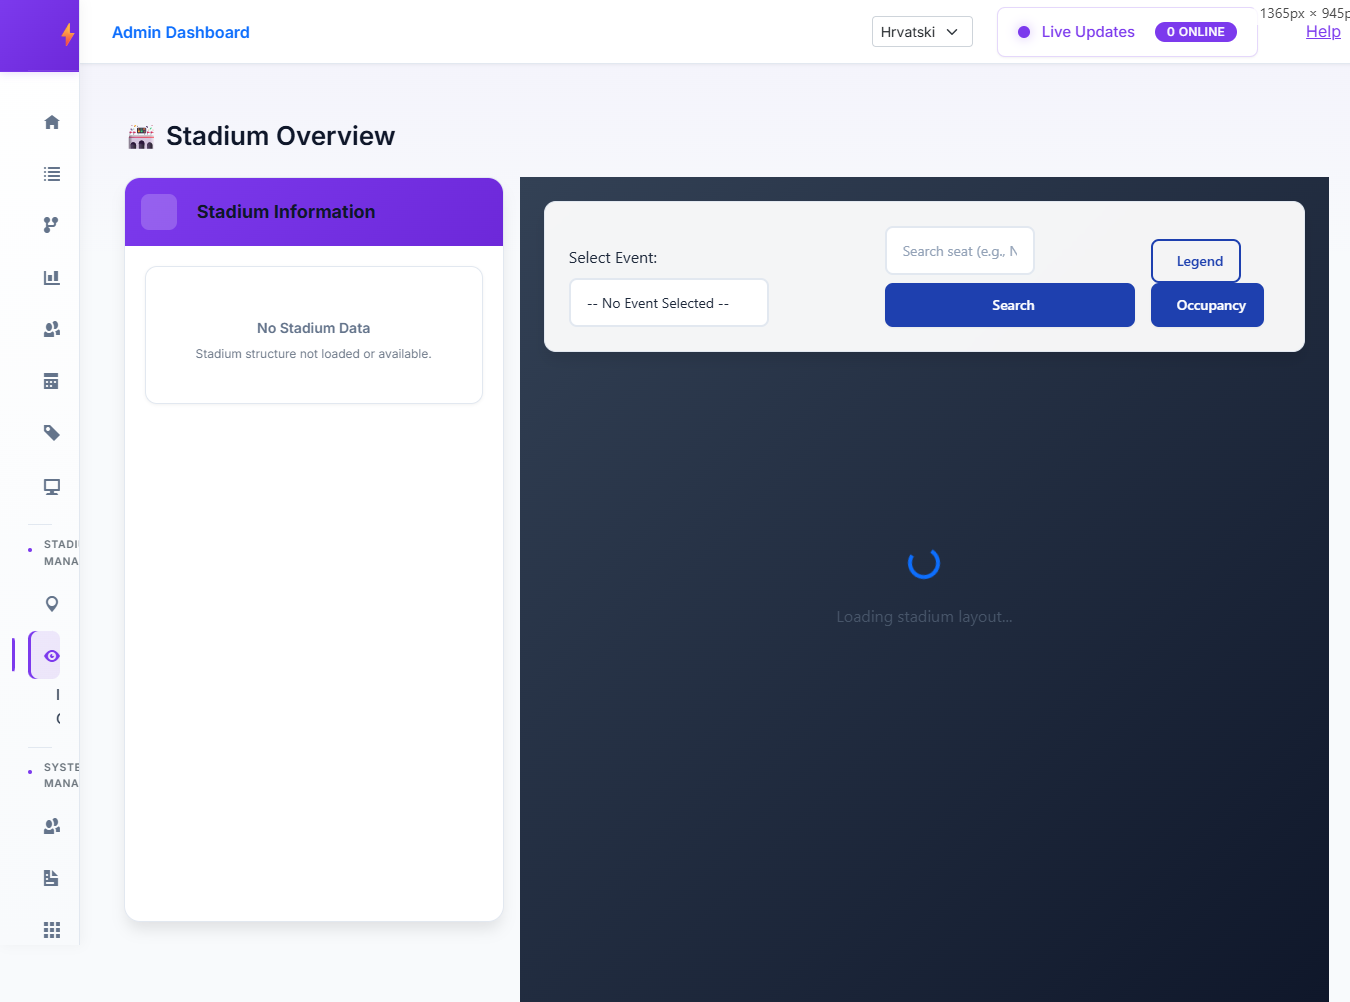 1365px × 945p
Admin Dashboard
Hrvatski
Live Updates
0 ONLINE
Help
Stadium Overview
Stadium Information
No Stadium Data
Stadium structure not loaded or available.
Select Event:
-- No Event Selected --
Search seat (e.g., N
Search
Legend
Occupancy
Loading stadium layout...
STADI
MANA
SYSTE
MANA